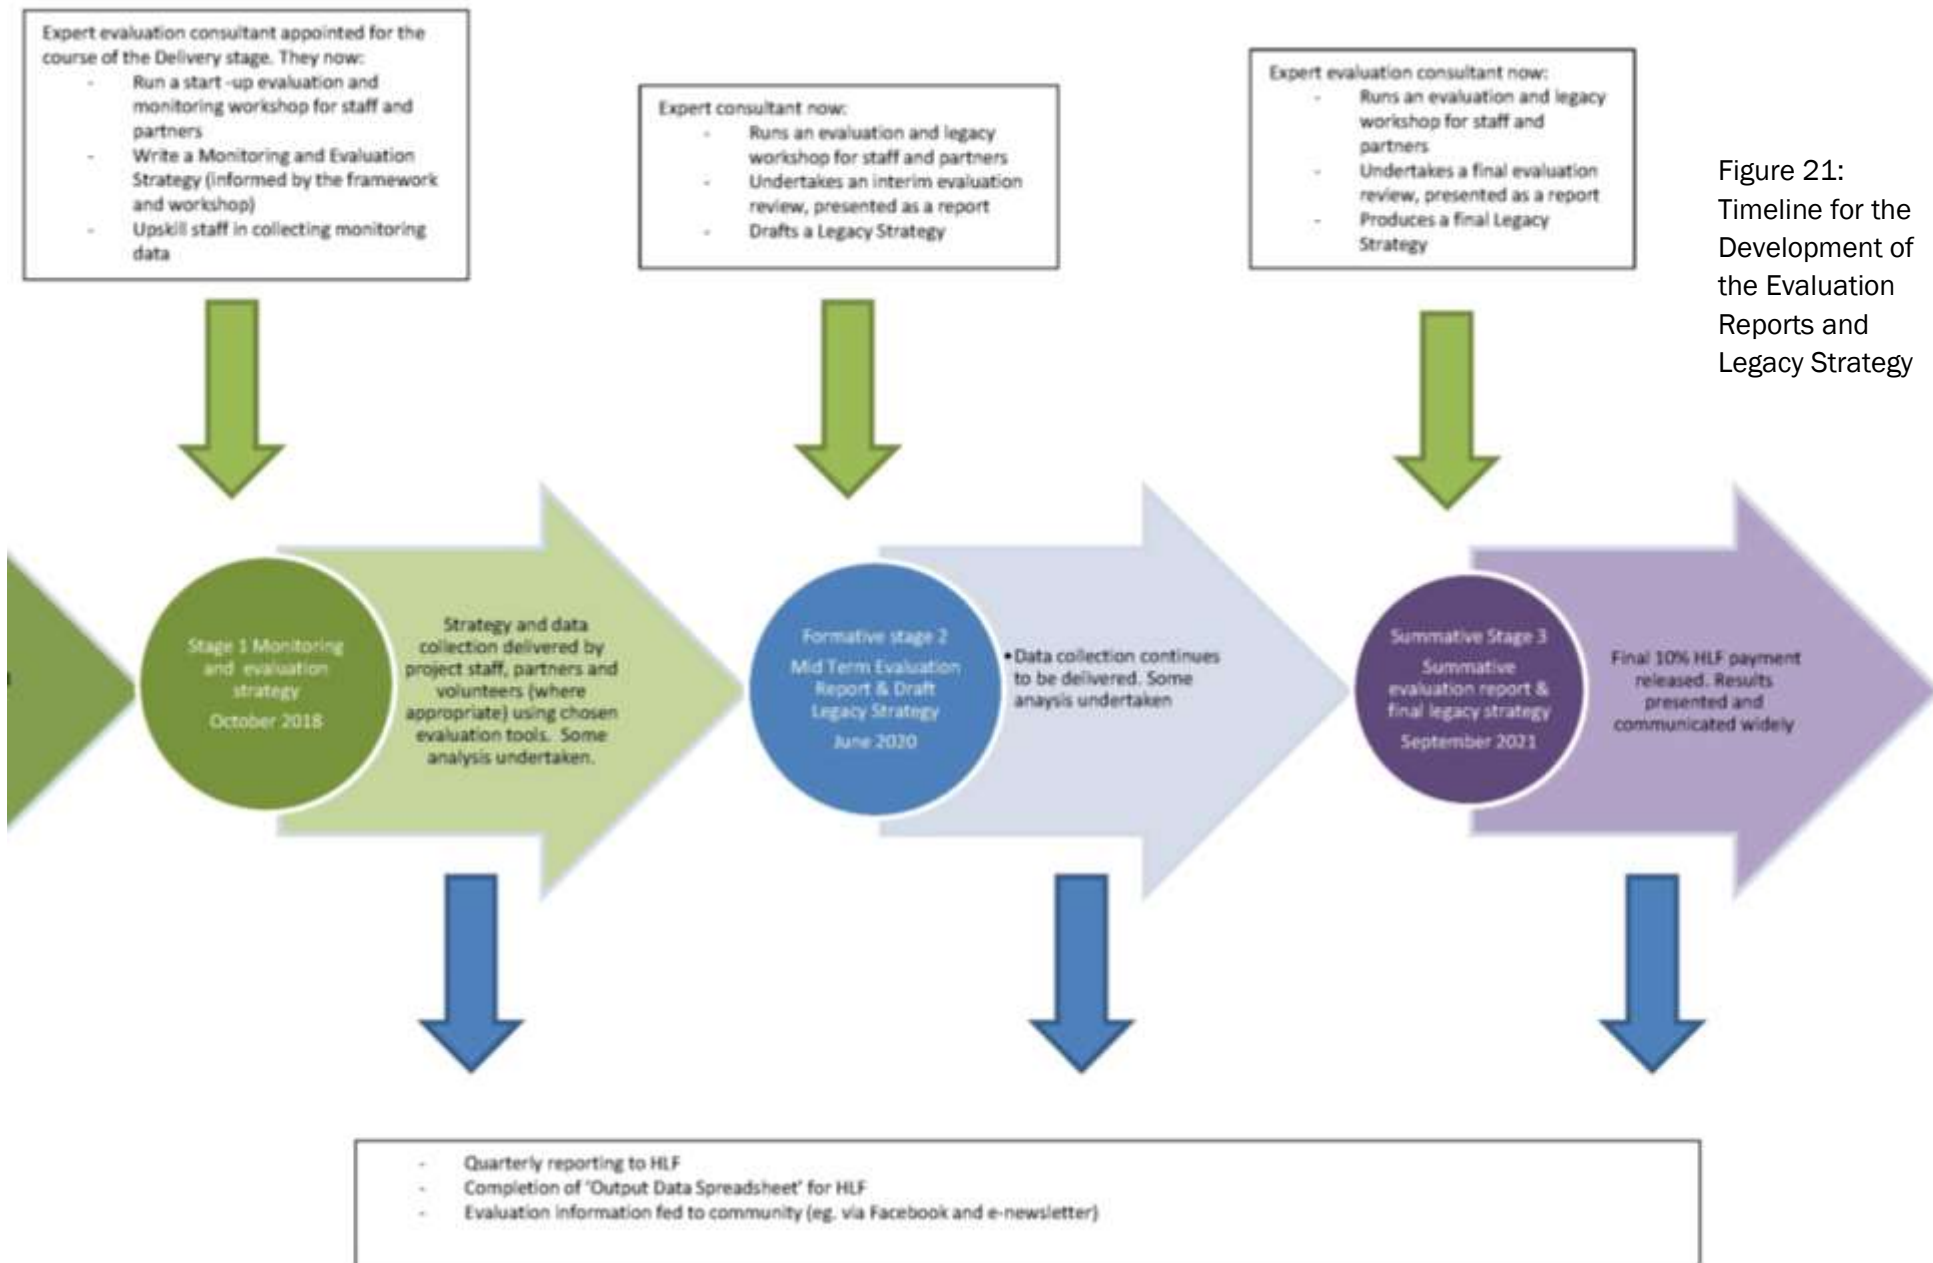 Expert evaluation consultant appointed for the
course of the Delivery stage. They now:
- Run a start -up evaluation and
monitoring workshop for staff and
partners
- Write a Monitoring and Evaluation
Strategy (informed by the framework
and workshop)
- Upskill staff in collecting monitoring
data
Expert consultant now:
- Runs an evaluation and legacy
workshop for staff and partners
- Undertakes an interim evaluation
review, presented as a report
- Drafts a Legacy Strategy
Expert evaluation consultant now:
- Runs an evaluation and legacy
workshop for staff and
partners
- Undertakes a final evaluation
review, presented as a report
- Produces a final Legacy
Strategy
Figure 21:
Timeline for the
Development of
the Evaluation
Reports and
Legacy Strategy
Stage 1 Monitoring
and evaluation
strategy
October 2018
Strategy and data
collection delivered by
project staff, partners and
volunteers (where
appropriate) using chosen
evaluation tools. Some
analysis undertaken.
Formative stage 2
Mid Term Evaluation
Report & Draft
Legacy Strategy
June 2020
•Data collection continues
to be delivered. Some
anaysis undertaken
Summative Stage 3
Summative
evaluation report &
final legacy strategy
September 2021
Final 10% HLF payment
released. Results
presented and
communicated widely
- Quarterly reporting to HLF
- Completion of 'Output Data Spreadsheet' for HLF
- Evaluation information fed to community (eg. via Facebook and e-newsletter)